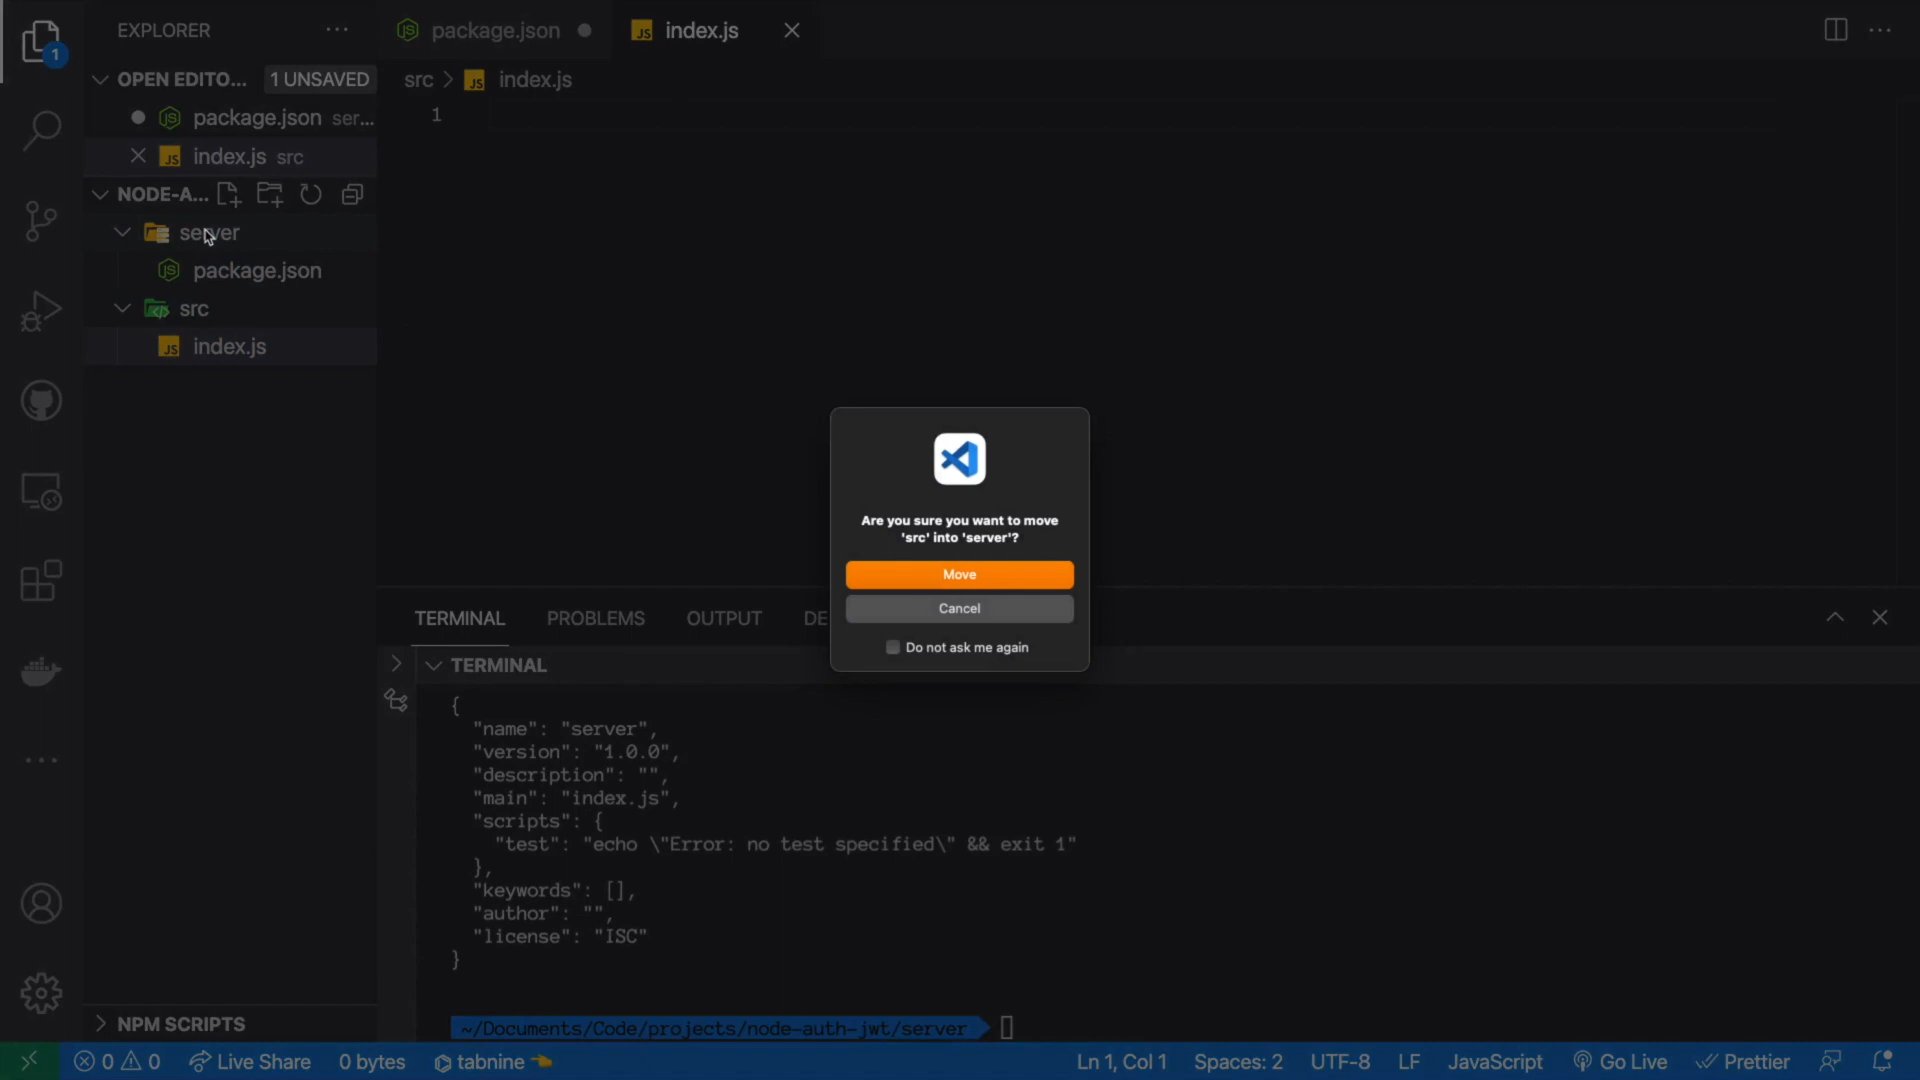 EXPLORER
1
OPEN EDITO... 1 UNSAVED
package.json ser...
index.js src
NODE-A...
server
package.json
src
index.js
NPM SCRIPTS
package.json
index.js
src > index.js
1
Are you sure you want to move
'src' into 'server'?
Move
Cancel
Do not ask me again
TERMINAL PROBLEMS OUTPUT DE
TERMINAL
{
"name": "server",
"version": "1.0.0",
"description": "",
"main": "index.js",
"scripts": {
"test": "echo \"Error: no test specified\" && exit 1"
},
"keywords": [],
"author": "",
"license": "ISC"
}
~/Documents/Code/projects/node-auth-jwt/server
0 0 Live Share 0 bytes tabnine Ln 1, Col 1 Spaces: 2 UTF-8 LF JavaScript Go Live Prettier